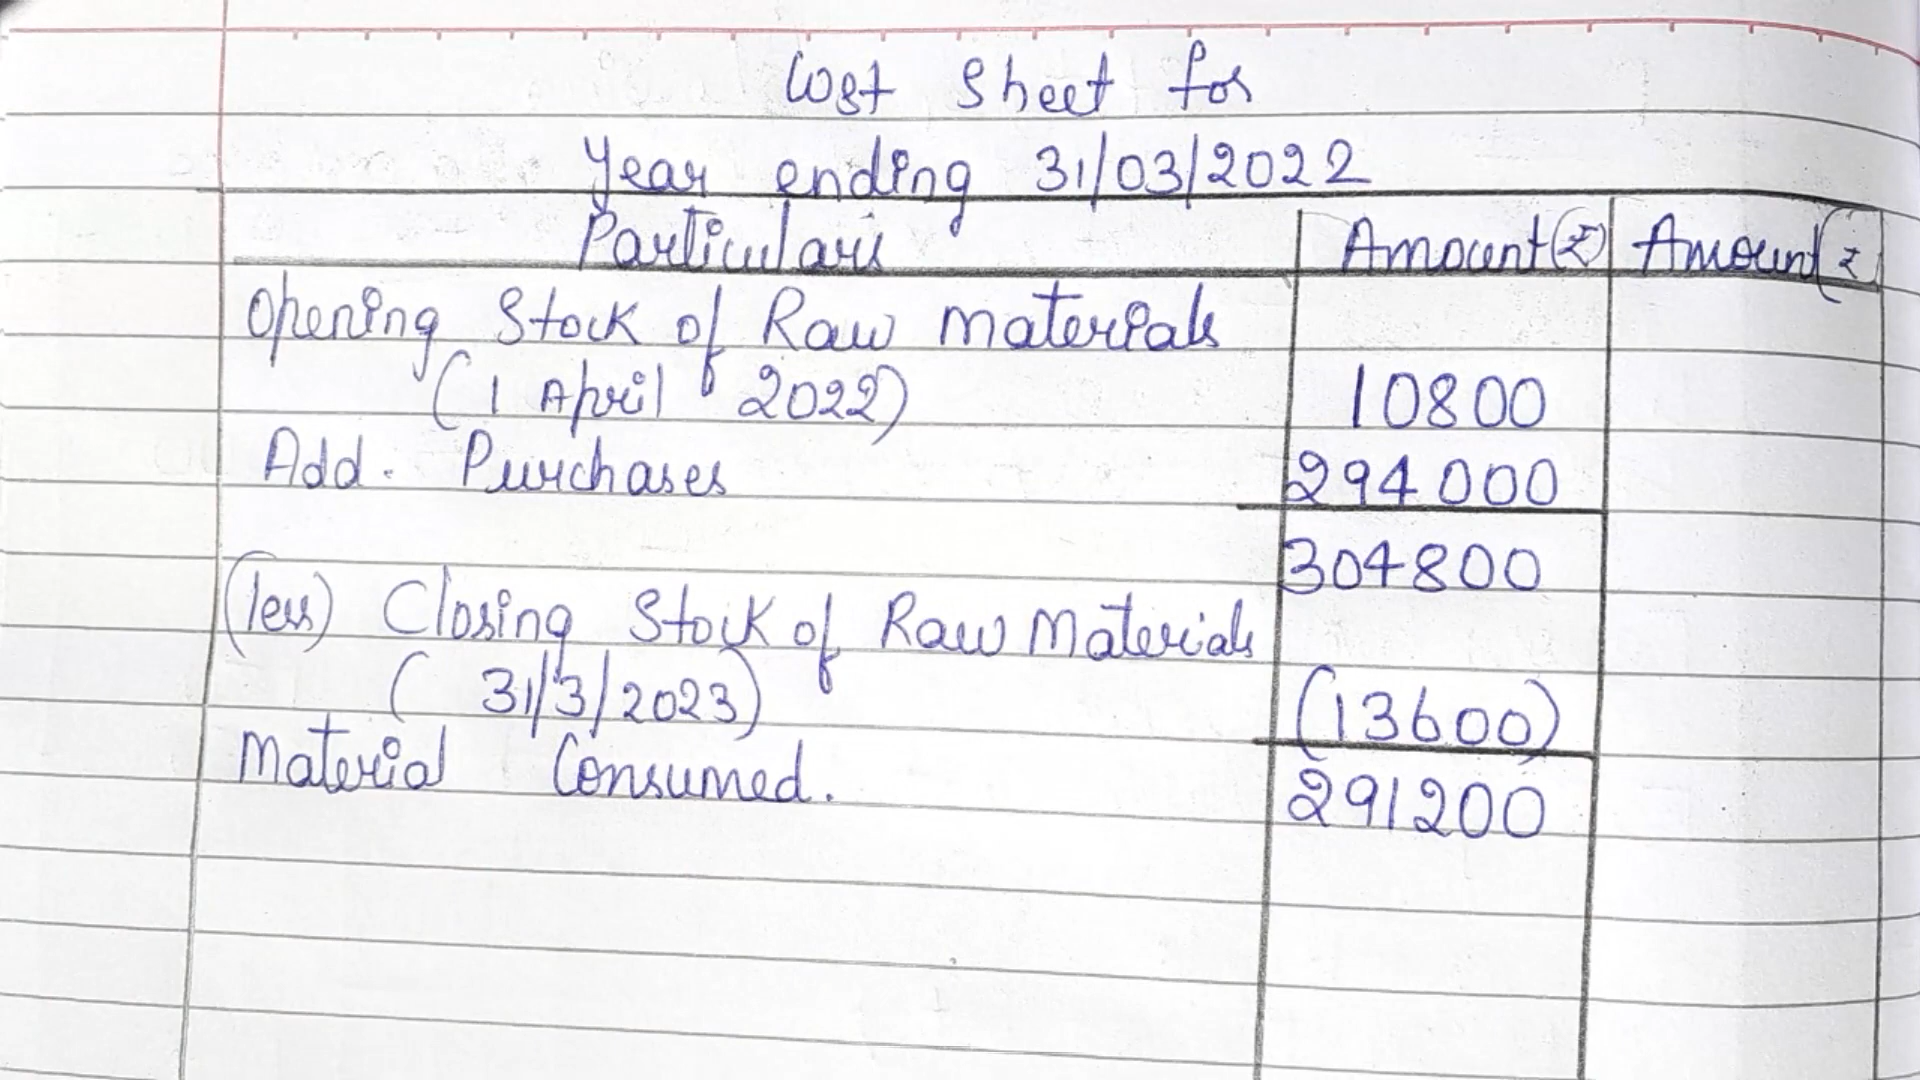 Cost Sheet for
Year ending 31/03/2022
Particulars Amount(₹) Amount(₹
Opening Stock of Raw Materials
(1 April 2022) 10800
Add. Purchases 294000
304800
(less) Closing Stock of Raw Materials
(31/3/2023) (13600)
Material Consumed. 291200